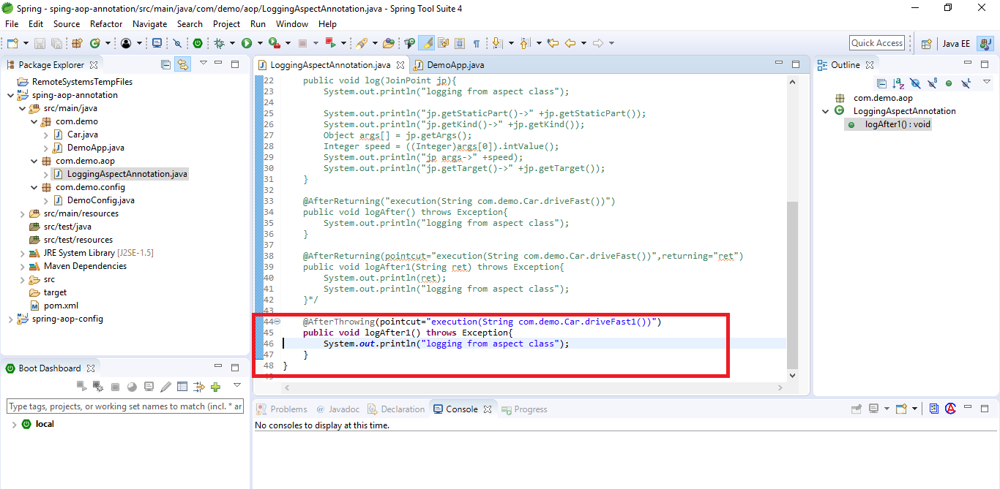 Spring - sping-aop-annotation/src/main/java/com/demo/aop/LoggingAspectAnnotation.java - Spring Tool Suite 4
File Edit Source Refactor Navigate Search Project Run Window Help
Quick Access
Java EE
Package Explorer
RemoteSystemsTempFiles
sping-aop-annotation
src/main/java
com.demo
Car.java
DemoApp.java
com.demo.aop
LoggingAspectAnnotation.java
com.demo.config
DemoConfig.java
src/main/resources
src/test/java
src/test/resources
JRE System Library [J2SE-1.5]
Maven Dependencies
src
target
pom.xml
spring-aop-config
Boot Dashboard
Type tags, projects, or working set names to match (incl. * ar
local
LoggingAspectAnnotation.java DemoApp.java
22 public void log(JoinPoint jp){
23 System.out.println("logging from aspect class");
24
25 System.out.println("jp.getStaticPart()->" +jp.getStaticPart());
26 System.out.println("jp.getKind()->" +jp.getKind());
27 Object args[] = jp.getArgs();
28 Integer speed = ((Integer)args[0]).intValue();
29 System.out.println("jp args->" +speed);
30 System.out.println("jp.getTarget()->" +jp.getTarget());
31 }
32
33 @AfterReturning("execution(String com.demo.Car.driveFast())")
34 public void logAfter() throws Exception{
35 System.out.println("logging from aspect class");
36 }
37
38 @AfterReturning(pointcut="execution(String com.demo.Car.driveFast())",returning="ret")
39 public void logAfter1(String ret) throws Exception{
40 System.out.println(ret);
41 System.out.println("logging from aspect class");
42 }*/
43
44 @AfterThrowing(pointcut="execution(String com.demo.Car.driveFast1())")
45 public void logAfter1() throws Exception{
46 System.out.println("logging from aspect class");
47 }
48 }
49
Outline
com.demo.aop
LoggingAspectAnnotation
logAfter1() : void
Problems @ Javadoc Declaration Console Progress
No consoles to display at this time.